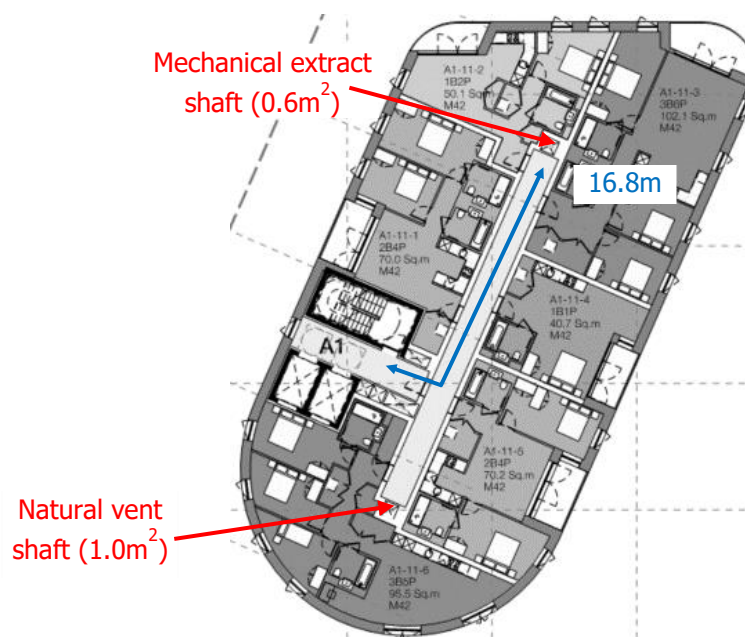 Mechanical extract
shaft (0.6m²)
A1-11-2
1B2P
50.1 Sq.m
M42
A1-11-3
3B6P
102.1 Sq.m
M42
16.8m
A1-11-1
2B4P
70.0 Sq.m
M42
A1-11-4
1B1P
40.7 Sq.m
M42
A1
A1-11-5
2B4P
70.2 Sq.m
M42
Natural vent
shaft (1.0m²)
A1-11-6
3B5P
95.5 Sq.m
M42